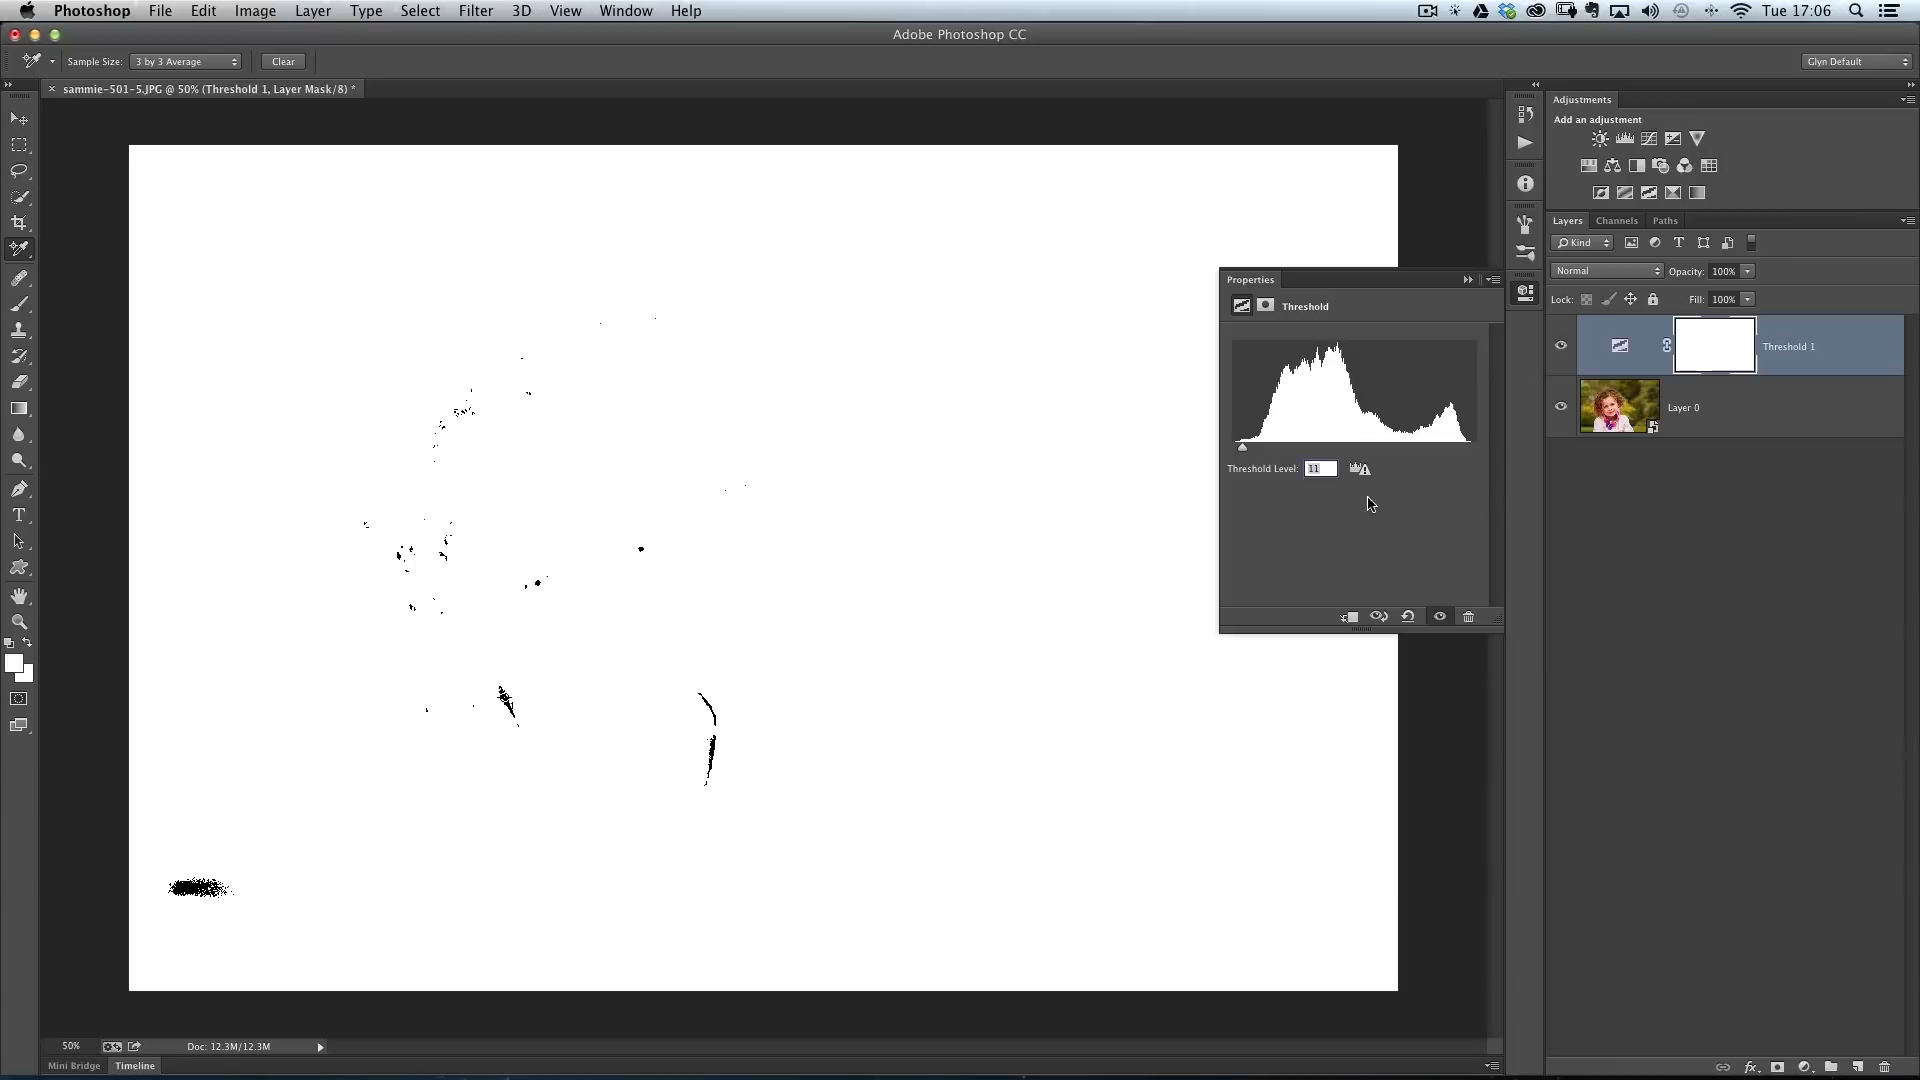 Photoshop File Edit Image Layer Type Select Filter 3D View Window Help Tue 17:06
Adobe Photoshop CC
Sample Size: 3 by 3 Average Clear Glyn Default
sammie-501-5.JPG @ 50% (Threshold 1, Layer Mask/8) *
Adjustments
Add an adjustment
Layers Channels Paths
Kind
Normal Opacity: 100%
Lock: Fill: 100%
Threshold 1
Layer 0
Properties
Threshold
Threshold Level: 11
50% Doc: 12.3M/12.3M
Mini Bridge Timeline